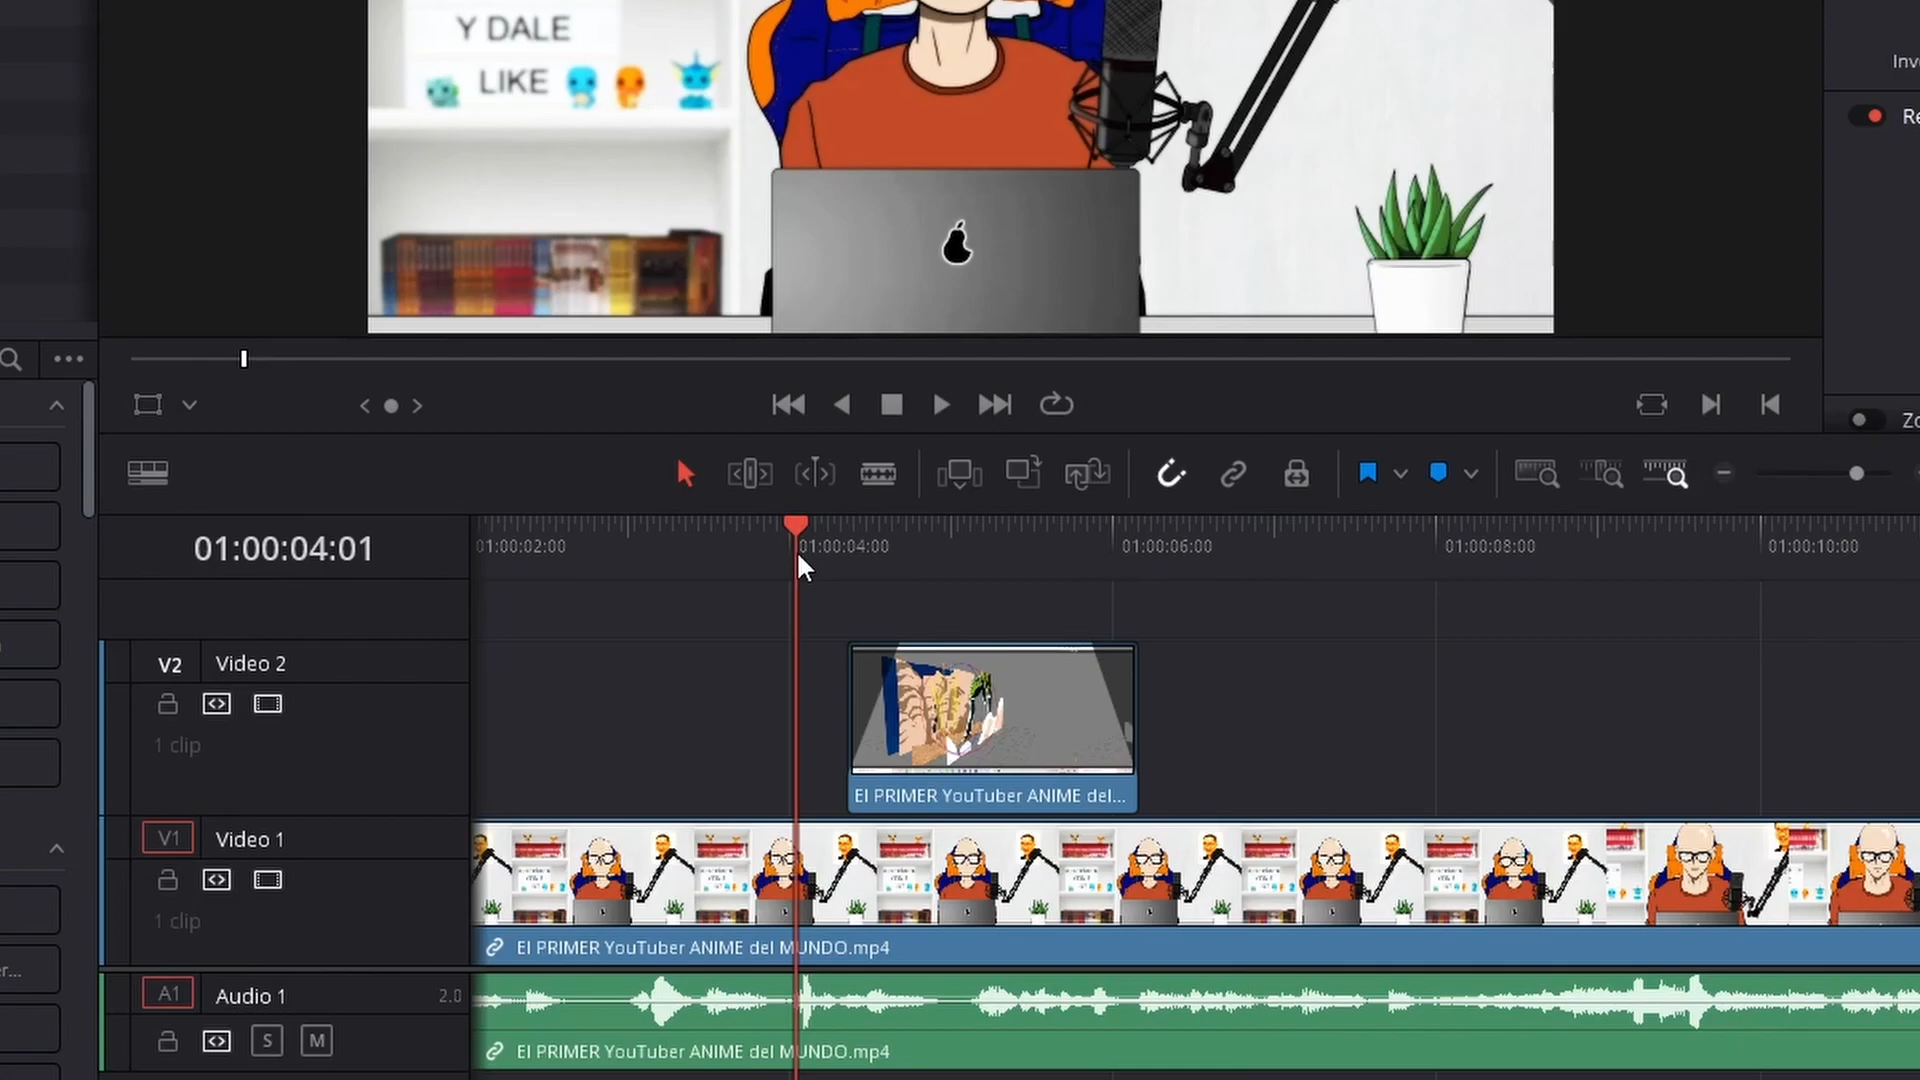 Y DALE
LIKE
Inv
Re
Zo
01:00:04:01
01:00:02:00
01:00:04:00
01:00:06:00
01:00:08:00
01:00:10:00
V2 Video 2
1 clip
El PRIMER YouTuber ANIME del...
V1 Video 1
1 clip
El PRIMER YouTuber ANIME del MUNDO.mp4
er...
A1 Audio 1 2.0
S M
El PRIMER YouTuber ANIME del MUNDO.mp4